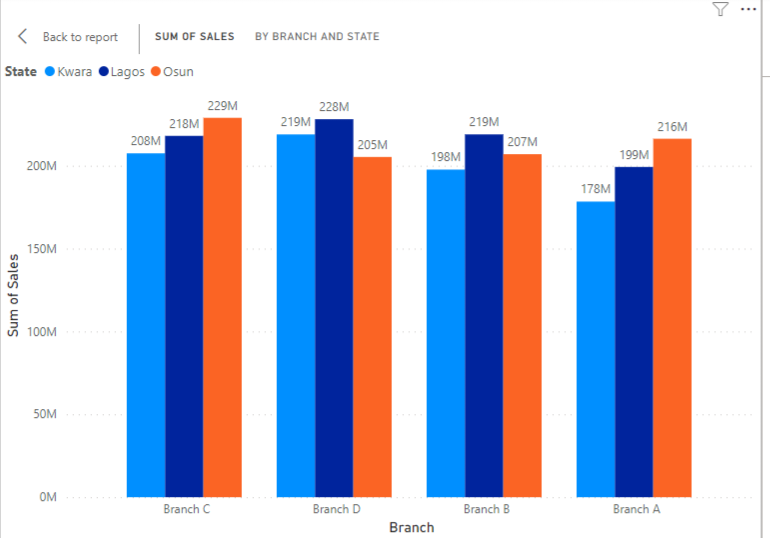 Back to report
SUM OF SALES
BY BRANCH AND STATE
State Kwara Lagos Osun
229M
228M
218M
219M
219M
216M
208M
205M
207M
198M
199M
178M
200M
150M
100M
50M
0M
Sum of Sales
Branch C
Branch D
Branch B
Branch A
Branch